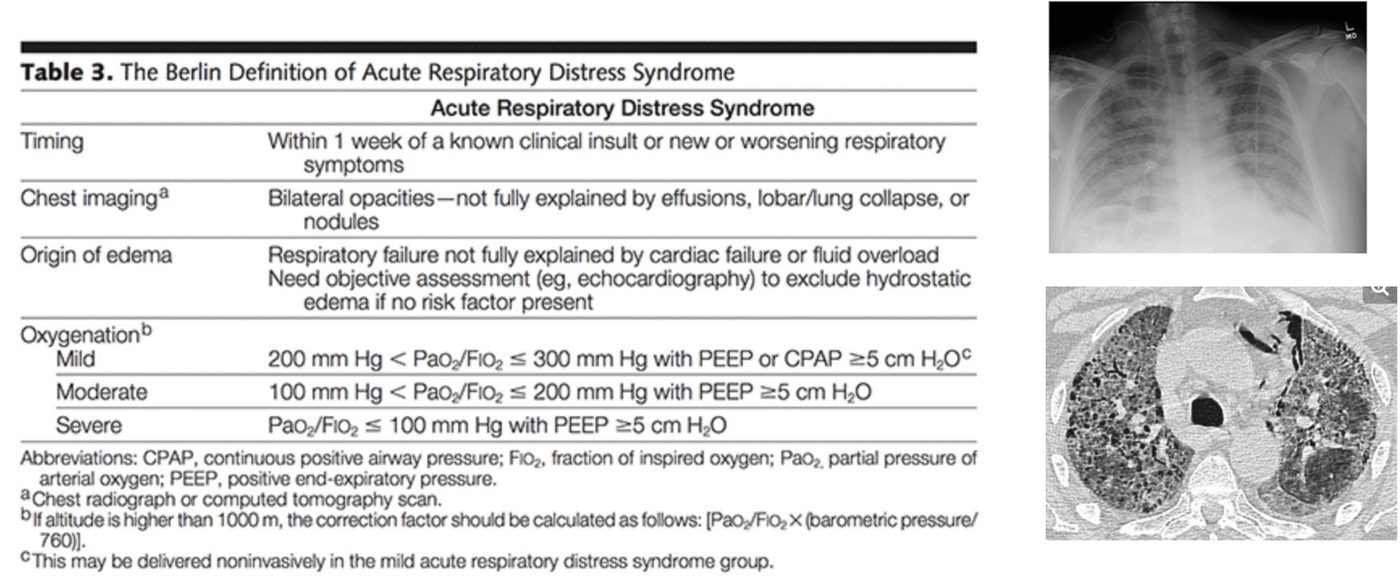 Table 3. The Berlin Definition of Acute Respiratory Distress Syndrome
Acute Respiratory Distress Syndrome
Timing Within 1 week of a known clinical insult or new or worsening respiratory
symptoms
Chest imagingᵃ Bilateral opacities—not fully explained by effusions, lobar/lung collapse, or
nodules
Origin of edema Respiratory failure not fully explained by cardiac failure or fluid overload
Need objective assessment (eg, echocardiography) to exclude hydrostatic
edema if no risk factor present
Oxygenationᵇ
Mild 200 mm Hg < PaO₂/FIO₂ ≤ 300 mm Hg with PEEP or CPAP ≥5 cm H₂Oᶜ
Moderate 100 mm Hg < PaO₂/FIO₂ ≤ 200 mm Hg with PEEP ≥5 cm H₂O
Severe PaO₂/FIO₂ ≤ 100 mm Hg with PEEP ≥5 cm H₂O
Abbreviations: CPAP, continuous positive airway pressure; FIO₂, fraction of inspired oxygen; PaO₂, partial pressure of
arterial oxygen; PEEP, positive end-expiratory pressure.
ᵃChest radiograph or computed tomography scan.
ᵇIf altitude is higher than 1000 m, the correction factor should be calculated as follows: [PaO₂/FIO₂×(barometric pressure/
760)].
ᶜThis may be delivered noninvasively in the mild acute respiratory distress syndrome group.
L
MD